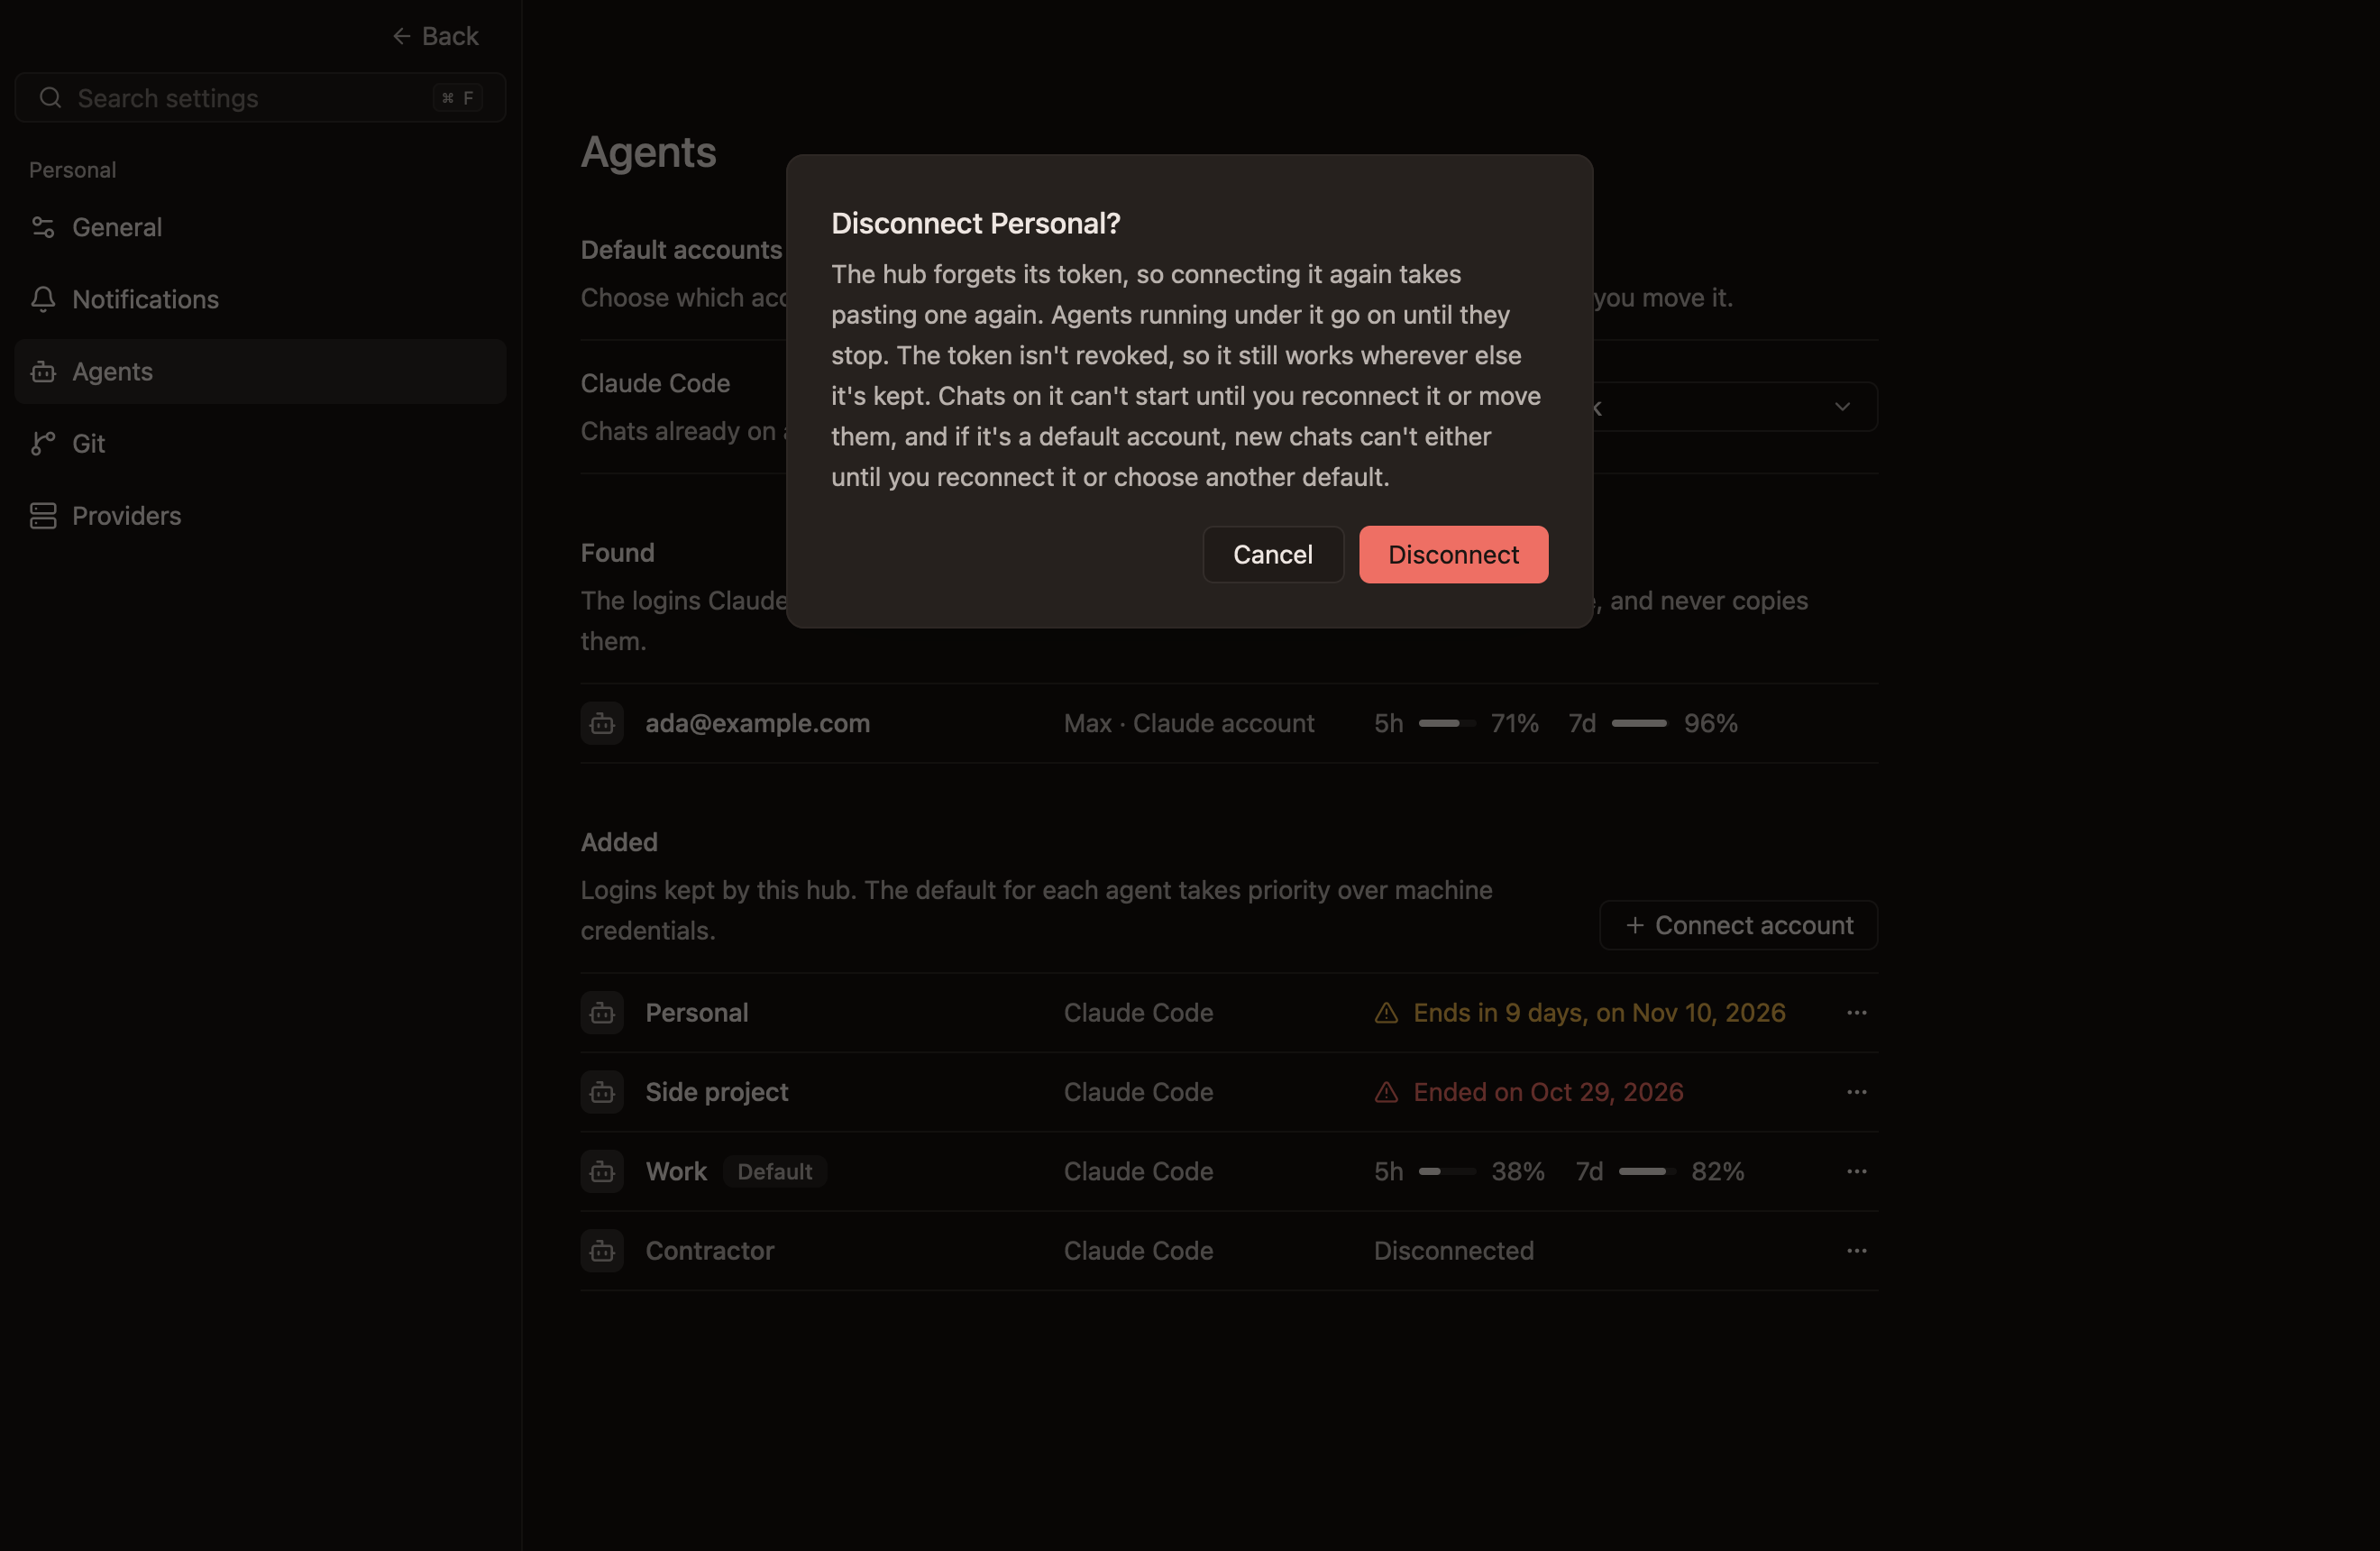 Back
Search settings
⌘ F
Personal
General
Notifications
Agents
Git
Providers
Agents
Default accounts
Choose which you move it.
Claude Code
Chats already on
Found
The logins Claude , and never copies
them.
ada@example.com Max · Claude account 5h 71% 7d 96%
Added
Logins kept by this hub. The default for each agent takes priority over machine
credentials.
+ Connect account
Personal Claude Code Ends in 9 days, on Nov 10, 2026
Side project Claude Code Ended on Oct 29, 2026
Work Default Claude Code 5h 38% 7d 82%
Contractor Claude Code Disconnected
Disconnect Personal?
The hub forgets its token, so connecting it again takes
pasting one again. Agents running under it go on until they
stop. The token isn't revoked, so it still works wherever else
it's kept. Chats on it can't start until you reconnect it or move
them, and if it's a default account, new chats can't either
until you reconnect it or choose another default.
Cancel
Disconnect